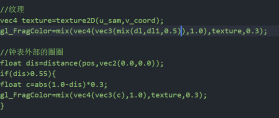 //纹理
vec4 texture=texture2D(u_sam,v_coord);
gl_FragColor=mix(vec4(vec3(mix(dl,dl1,0.5)),1.0),texture,0.3);
//钟表外部的圈圈
float dis=distance(pos,vec2(0.0,0.0));
if(dis>0.55){
float c=abs(1.0-dis)*0.3;
gl_FragColor=mix(vec4(vec3(c),1.0),texture,0.3);
}